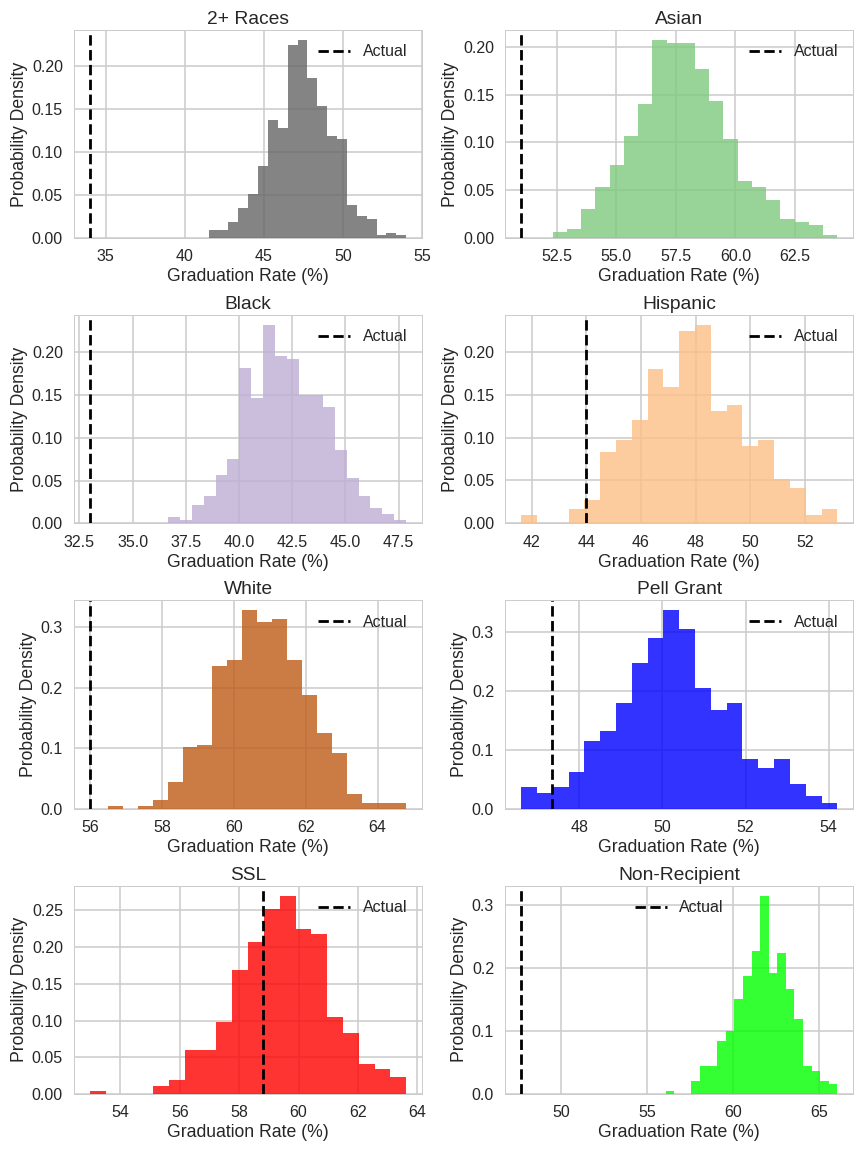 2+ Races
Actual
Probability Density
0.20
0.15
0.10
0.05
0.00
35 40 45 50 55
Graduation Rate (%)
Asian
Actual
Probability Density
0.20
0.15
0.10
0.05
0.00
52.5 55.0 57.5 60.0 62.5
Graduation Rate (%)
Black
Actual
Probability Density
0.20
0.15
0.10
0.05
0.00
32.5 35.0 37.5 40.0 42.5 45.0 47.5
Graduation Rate (%)
Hispanic
Actual
Probability Density
0.20
0.15
0.10
0.05
0.00
42 44 46 48 50 52
Graduation Rate (%)
White
Actual
Probability Density
0.3
0.2
0.1
0.0
56 58 60 62 64
Graduation Rate (%)
Pell Grant
Actual
Probability Density
0.3
0.2
0.1
0.0
48 50 52 54
Graduation Rate (%)
SSL
Actual
Probability Density
0.25
0.20
0.15
0.10
0.05
0.00
54 56 58 60 62 64
Graduation Rate (%)
Non-Recipient
Actual
Probability Density
0.3
0.2
0.1
0.0
50 55 60 65
Graduation Rate (%)